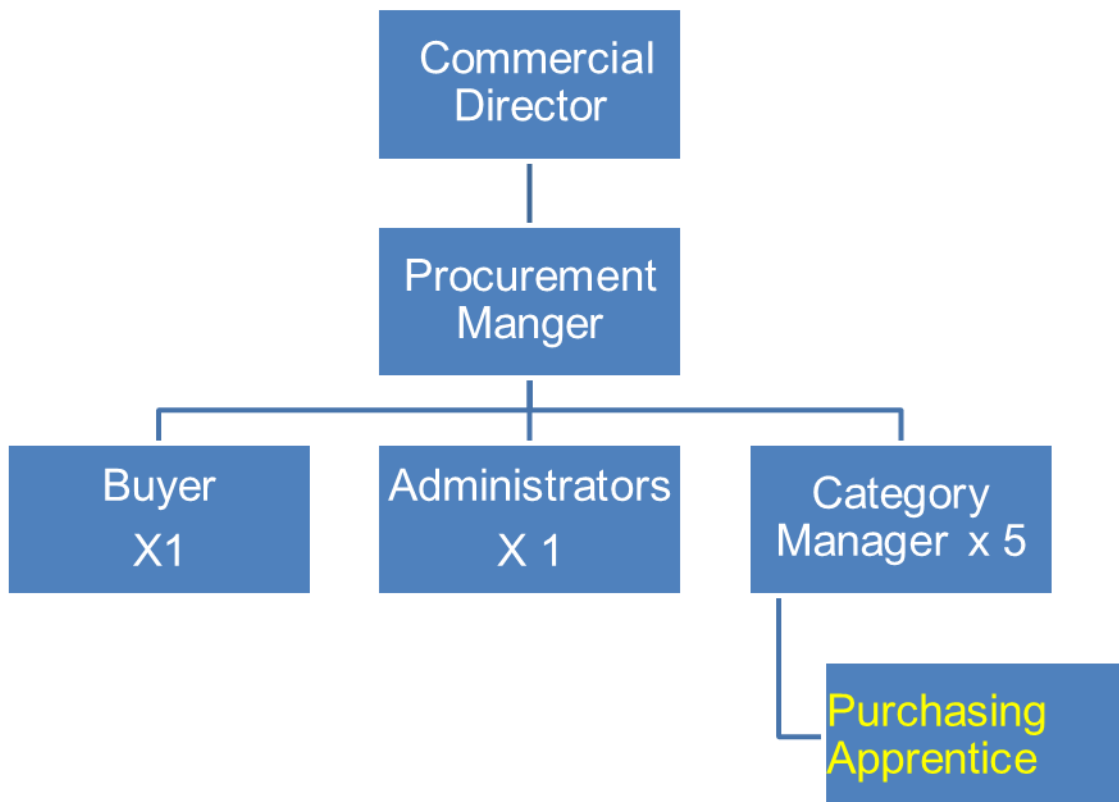 Commercial
Director
Procurement
Manger
Buyer
X1
Administrators
X 1
Category
Manager x 5
Purchasing
Apprentice